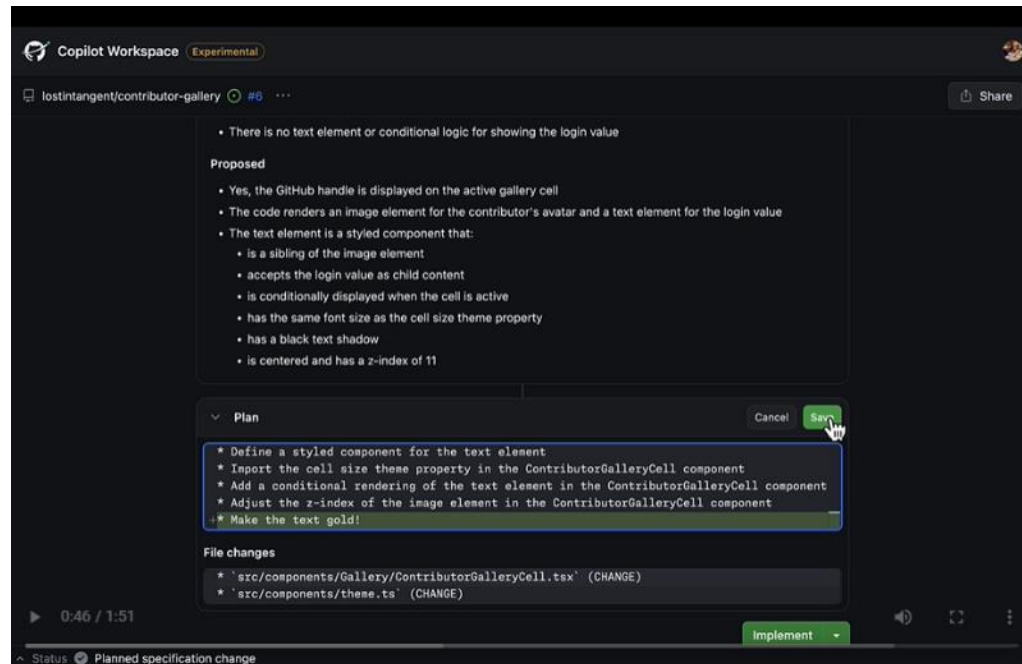 Copilot Workspace Experimental
lostintangent/contributor-gallery #6 ... Share
• There is no text element or conditional logic for showing the login value
Proposed
• Yes, the GitHub handle is displayed on the active gallery cell
• The code renders an image element for the contributor's avatar and a text element for the login value
• The text element is a styled component that:
• is a sibling of the image element
• accepts the login value as child content
• is conditionally displayed when the cell is active
• has the same font size as the cell size theme property
• has a black text shadow
• is centered and has a z-index of 11
Plan Cancel Save
* Define a styled component for the text element
* Import the cell size theme property in the ContributorGalleryCell component
* Add a conditional rendering of the text element in the ContributorGalleryCell component
* Adjust the z-index of the image element in the ContributorGalleryCell component
+* Make the text gold!
File changes
* `src/components/Gallery/ContributorGalleryCell.tsx` (CHANGE)
* `src/components/theme.ts` (CHANGE)
0:46 / 1:51
Implement
Status Planned specification change